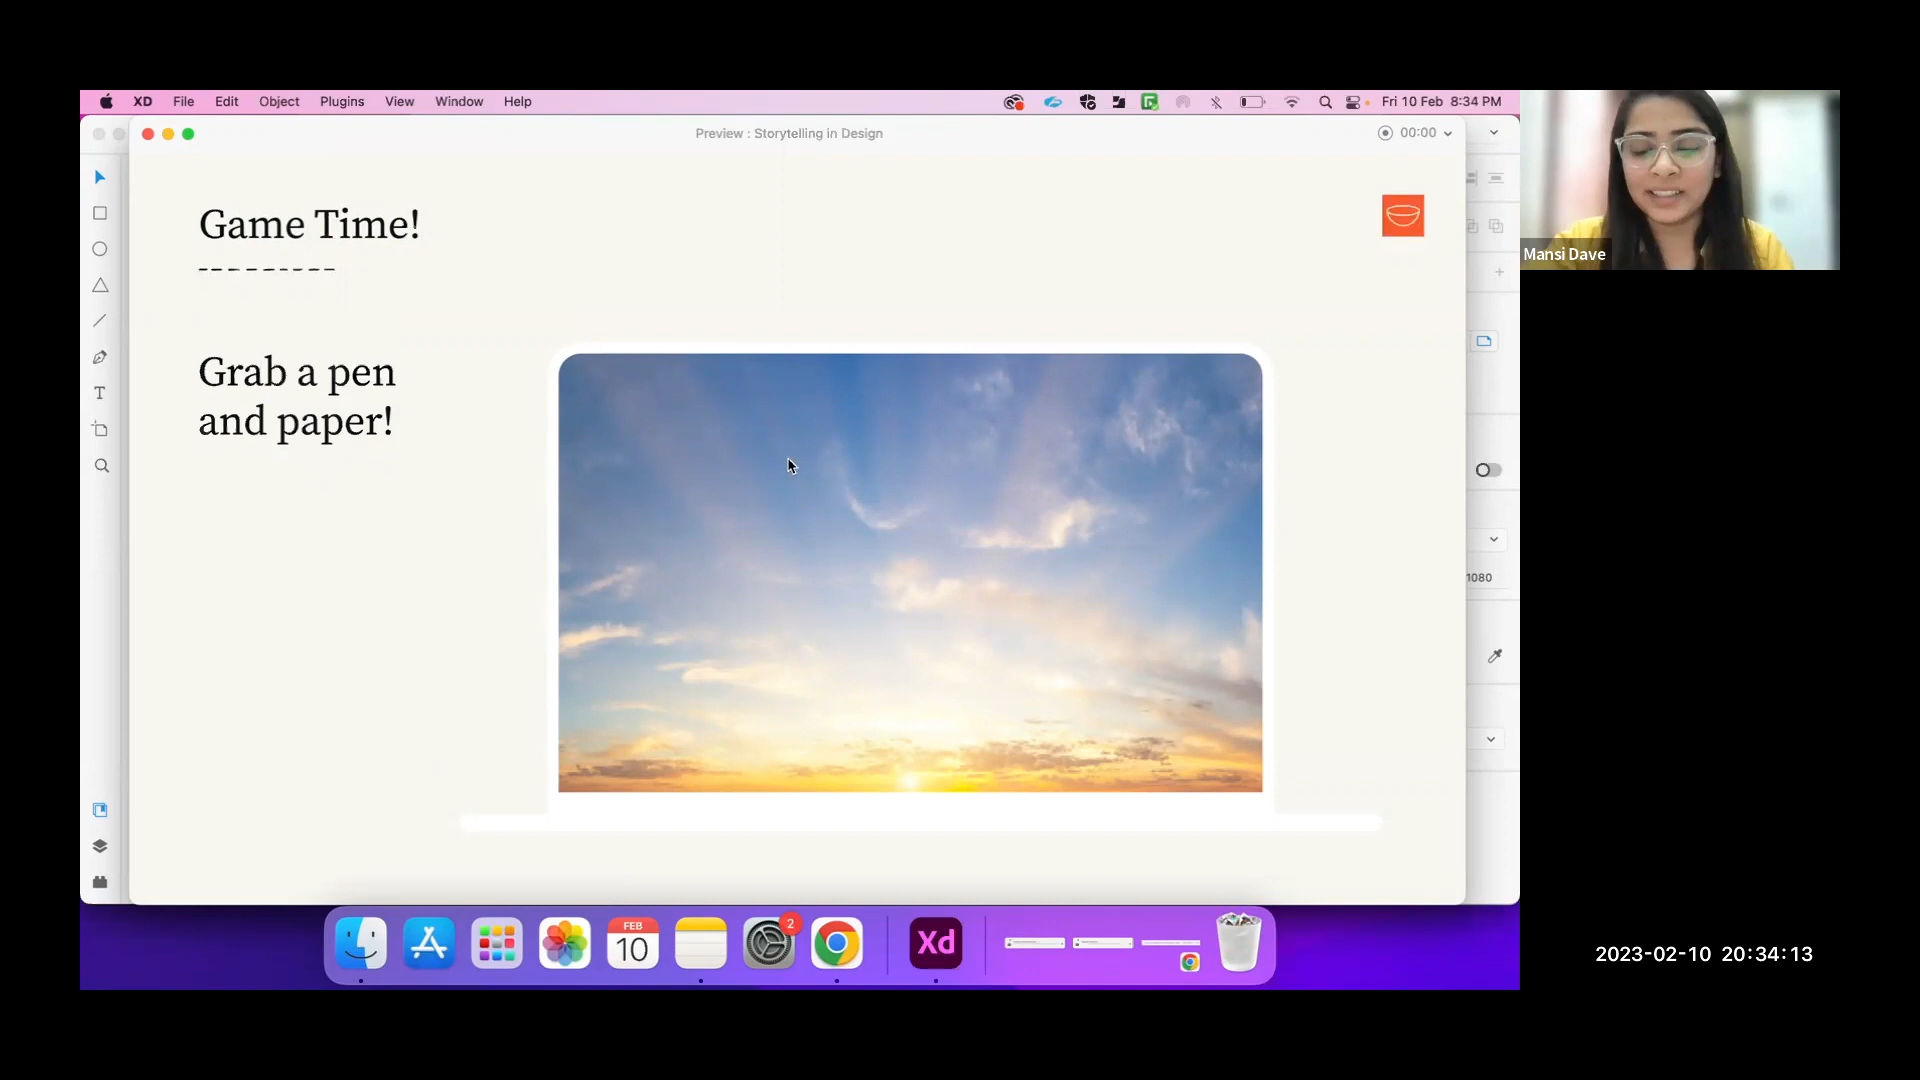 XD File Edit Object Plugins View Window Help Fri 10 Feb 8:34 PM
Preview : Storytelling in Design 00:00
Game Time!
Grab a pen
and paper!
Mansi Dave
1080
FEB
10
2
Xd
2023-02-10 20:34:13